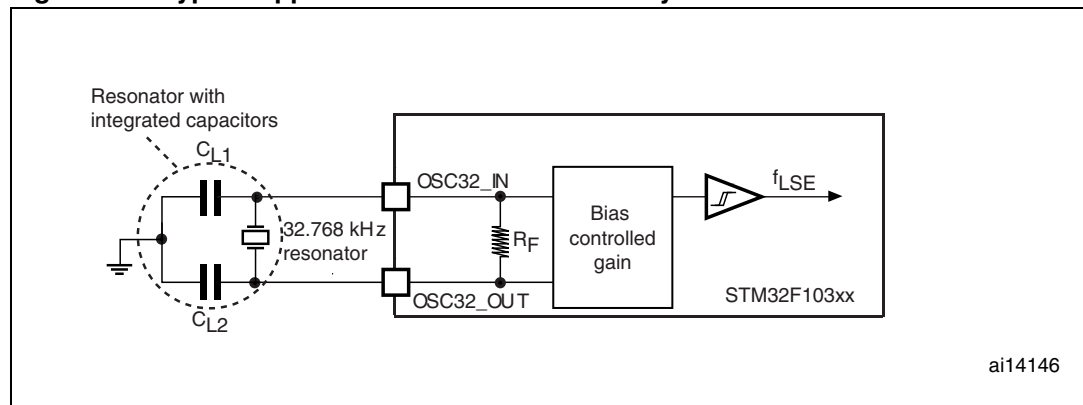 Resonator with
integrated capacitors
CL1
OSC32_IN
fLSE
32.768 kHz
resonator
RF
Bias
controlled
gain
OSC32_OUT
STM32F103xx
CL2
ai14146